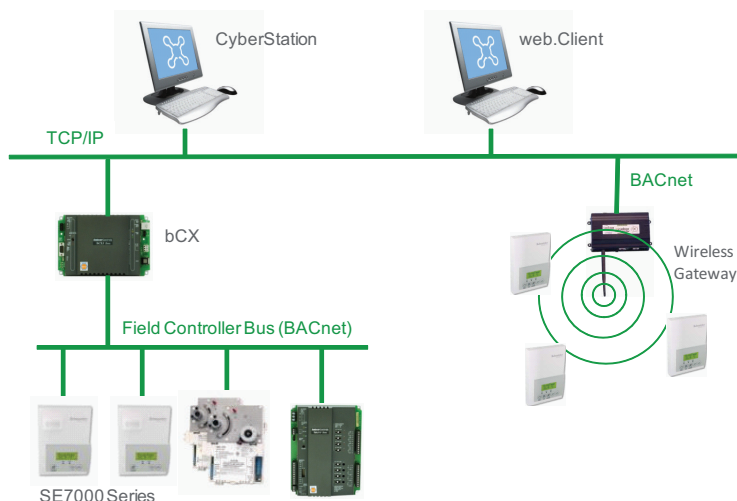 CyberStation
web.Client
TCP/IP
BACnet
bCX
Wireless
Gateway
Field Controller Bus (BACnet)
SE7000 Series